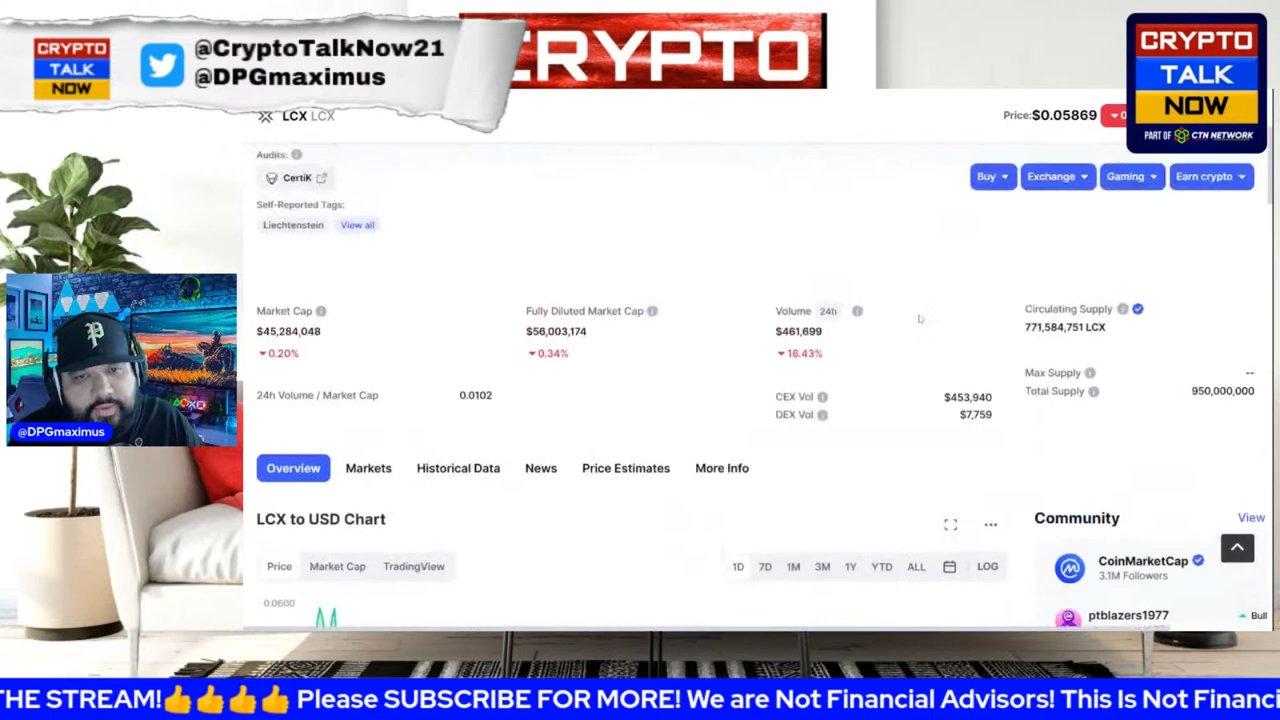 CRYPTO
TALK
NOW
@CryptoTalkNow21
@DPGmaximus
CRYPTO
CRYPTO
TALK
NOW
PART OF CTN NETWORK
LCX LCX
Price:$0.05869
Audits:
CertiK
Buy
Exchange
Gaming
Earn crypto
Self-Reported Tags:
Liechtenstein
View all
Market Cap
$45,284,048
0.20%
Fully Diluted Market Cap
$56,003,174
0.34%
Volume 24h
$461,699
16.43%
Circulating Supply
771,584,751 LCX
Max Supply --
Total Supply 950,000,000
24h Volume / Market Cap 0.0102
CEX Vol $453,940
DEX Vol $7,759
P
@DPGmaximus
Overview
Markets
Historical Data
News
Price Estimates
More Info
LCX to USD Chart
Price
Market Cap
TradingView
1D 7D 1M 3M 1Y YTD ALL LOG
0.0600
Community
View
CoinMarketCap
3.1M Followers
ptblazers1977
Bull
THE STREAM!👍👍👍👍 Please SUBSCRIBE FOR MORE! We are Not Financial Advisors! This Is Not Financi